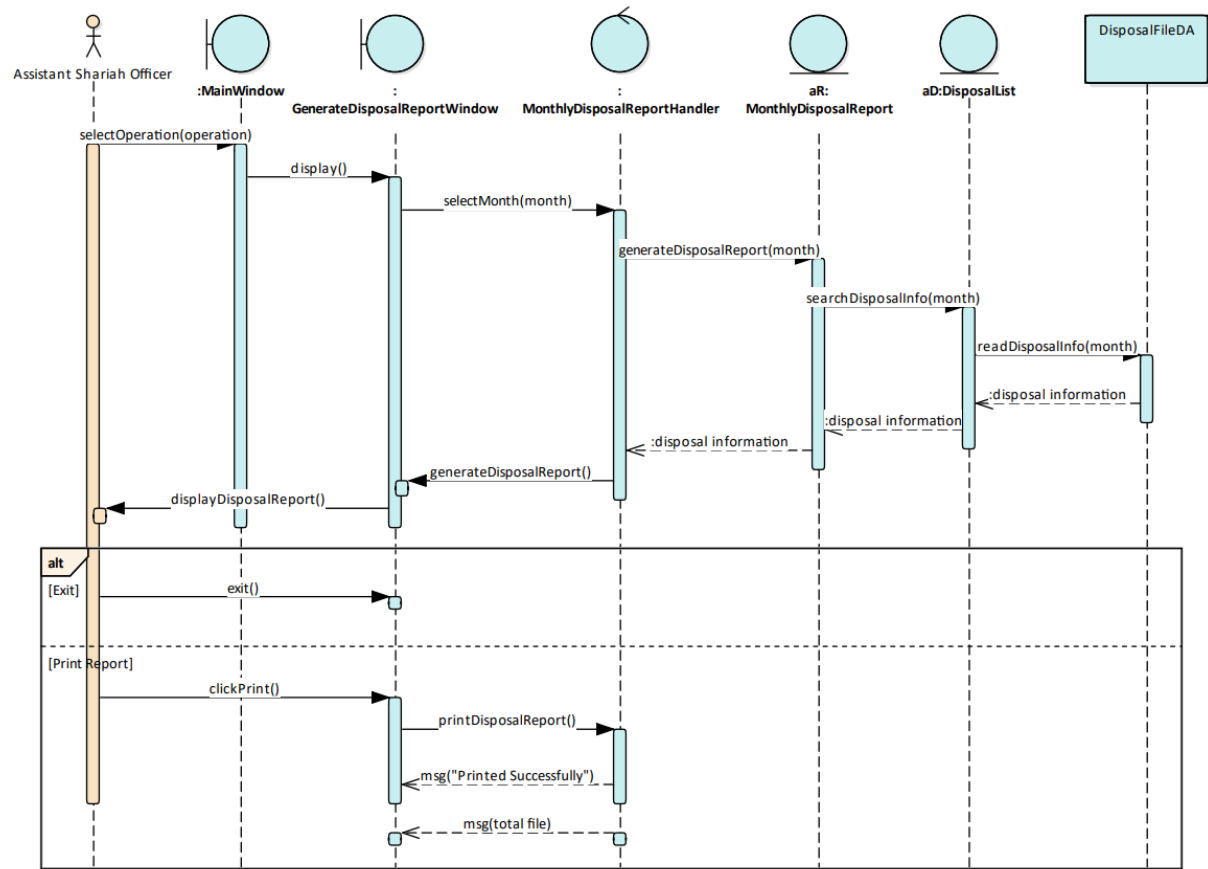 Assistant Shariah Officer
:MainWindow
:
GenerateDisposalReportWindow
:
MonthlyDisposalReportHandler
aR:
MonthlyDisposalReport
aD:DisposalList
DisposalFileDA
selectOperation(operation)
display()
selectMonth(month)
generateDisposalReport(month)
searchDisposalInfo(month)
readDisposalInfo(month)
:disposal information
:disposal information
:disposal information
generateDisposalReport()
displayDisposalReport()
alt
[Exit]
exit()
[Print Report]
clickPrint()
printDisposalReport()
msg("Printed Successfully")
msg(total file)